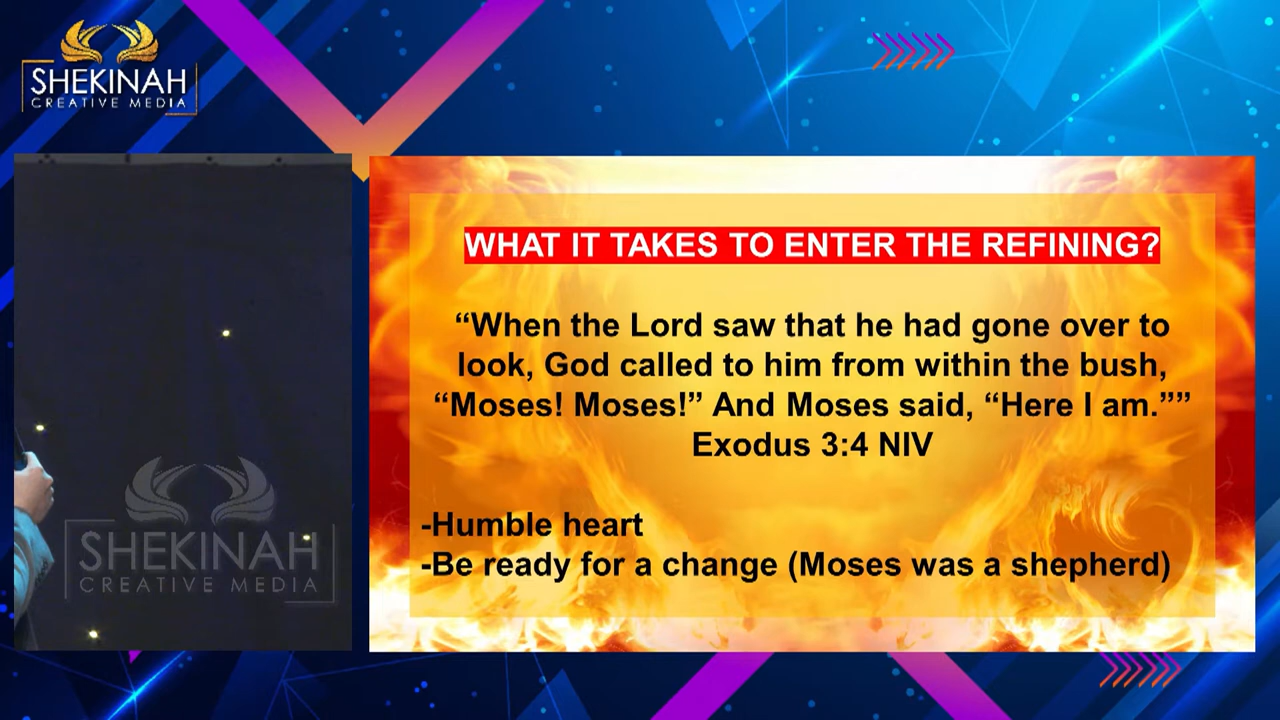 SHEKINAH
CREATIVE MEDIA
WHAT IT TAKES TO ENTER THE REFINING?
“When the Lord saw that he had gone over to
look, God called to him from within the bush,
“Moses! Moses!” And Moses said, “Here I am.””
Exodus 3:4 NIV
-Humble heart
-Be ready for a change (Moses was a shepherd)
SHEKINAH
CREATIVE MEDIA